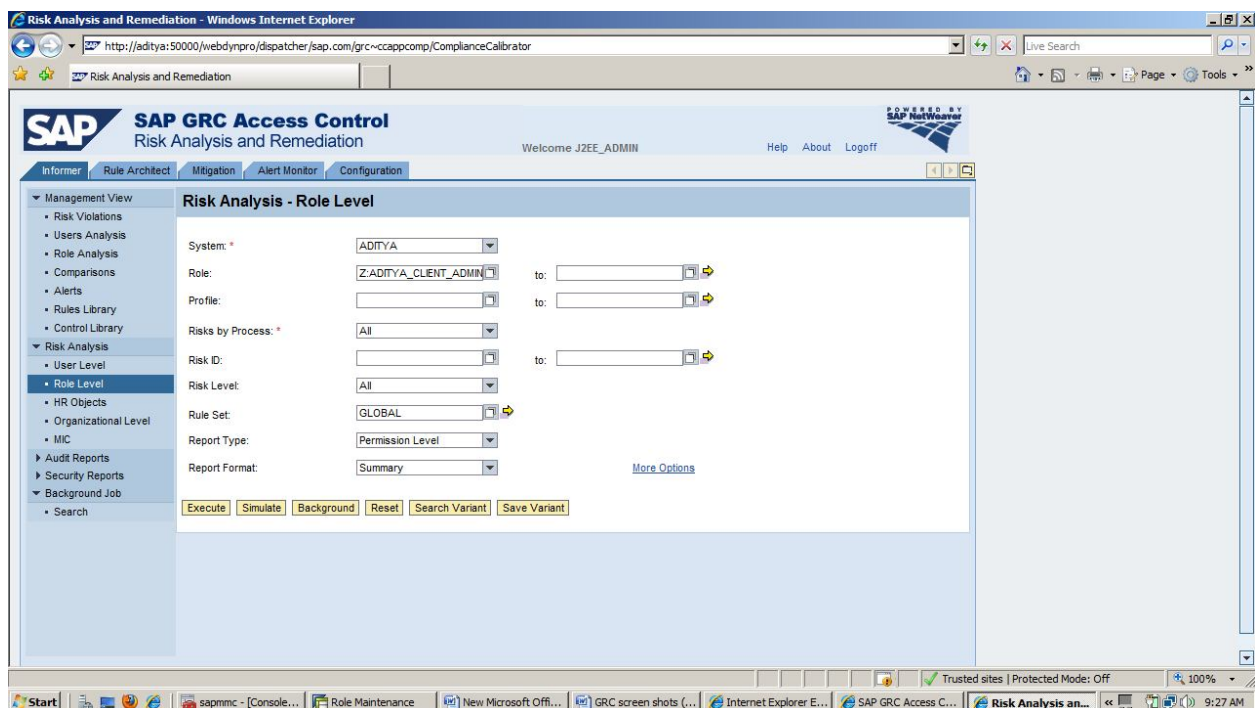 Risk Analysis and Remediation - Windows Internet Explorer
http://aditya:50000/webdynpro/dispatcher/sap.com/grc~ccappcomp/ComplianceCalibrator
Live Search
Risk Analysis and Remediation
Page
Tools
SAP
SAP GRC Access Control
Risk Analysis and Remediation
Welcome J2EE_ADMIN
Help About Logoff
POWERED BY
SAP NetWeaver
Informer Rule Architect Mitigation Alert Monitor Configuration
Management View
Risk Violations
Users Analysis
Role Analysis
Comparisons
Alerts
Rules Library
Control Library
Risk Analysis
User Level
Role Level
HR Objects
Organizational Level
MIC
Audit Reports
Security Reports
Background Job
Search
Risk Analysis - Role Level
System: * ADITYA
Role: Z:ADITYA_CLIENT_ADMIN to:
Profile: to:
Risks by Process: * All
Risk ID: to:
Risk Level: All
Rule Set: GLOBAL
Report Type: Permission Level
Report Format: Summary More Options
Execute Simulate Background Reset Search Variant Save Variant
Trusted sites | Protected Mode: Off 100%
Start sapmmc - [Console... Role Maintenance New Microsoft Offi... GRC screen shots (... Internet Explorer E... SAP GRC Access C... Risk Analysis an... 9:27 AM